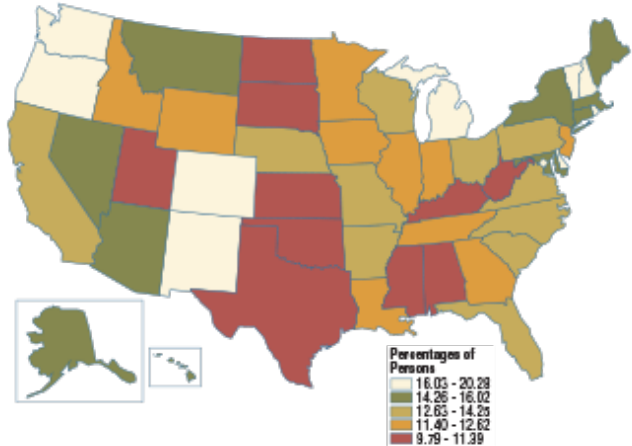 Percentages of
Persons
16.03 - 20.28
14.26 - 16.02
12.63 - 14.25
11.40 - 12.62
9.79 - 11.39